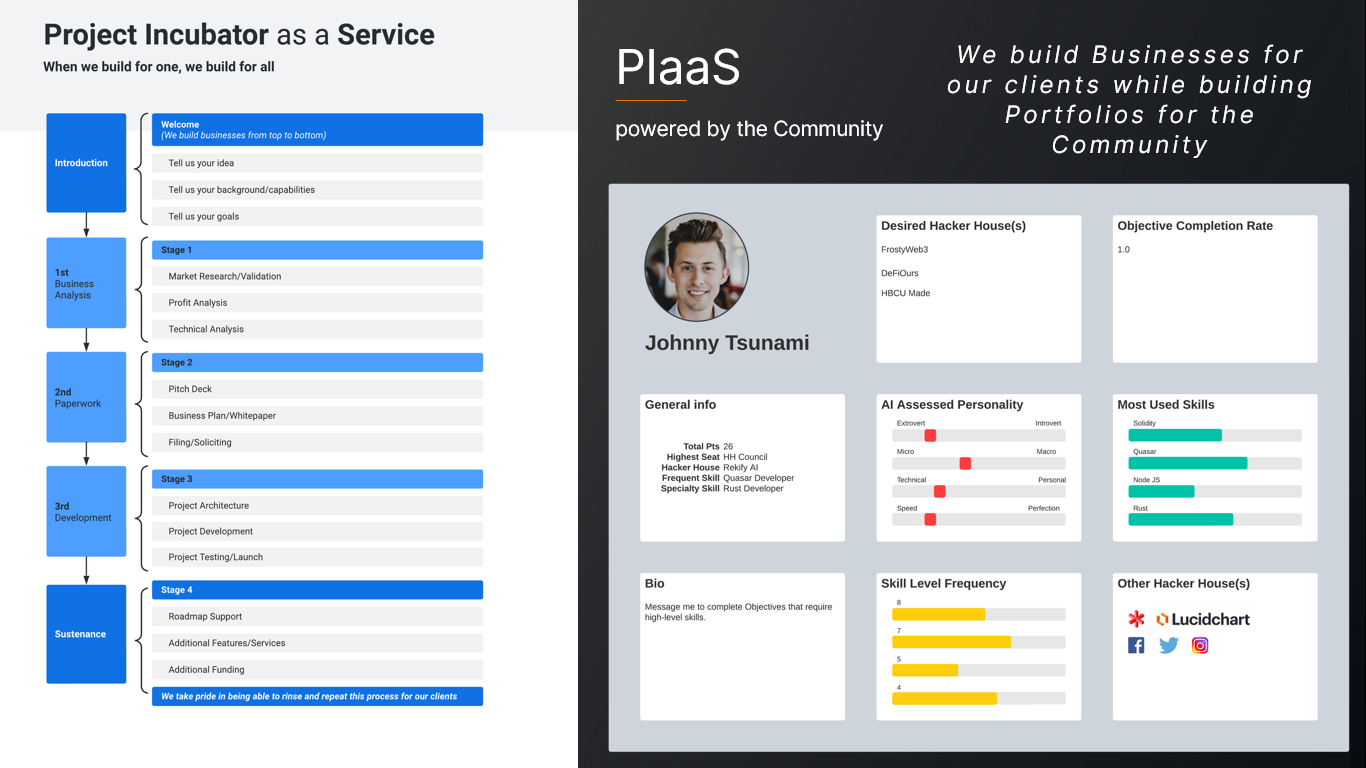 Project Incubator as a Service
When we build for one, we build for all
Introduction
Welcome
(We build businesses from top to bottom)
Tell us your idea
Tell us your background/capabilities
Tell us your goals
1st
Business
Analysis
Stage 1
Market Research/Validation
Profit Analysis
Technical Analysis
2nd
Paperwork
Stage 2
Pitch Deck
Business Plan/Whitepaper
Filing/Soliciting
3rd
Development
Stage 3
Project Architecture
Project Development
Project Testing/Launch
Sustenance
Stage 4
Roadmap Support
Additional Features/Services
Additional Funding
We take pride in being able to rinse and repeat this process for our clients
PIaaS
powered by the Community
We build Businesses for
our clients while building
Portfolios for the
Community
Johnny Tsunami
Desired Hacker House(s)
FrostyWeb3
DeFiOurs
HBCU Made
Objective Completion Rate
1.0
General info
Total Pts 26
Highest Seat HH Council
Hacker House Rekify AI
Frequent Skill Quasar Developer
Specialty Skill Rust Developer
AI Assessed Personality
Extrovert Introvert
Micro Macro
Technical Personal
Speed Perfection
Most Used Skills
Solidity
Quasar
Node JS
Rust
Bio
Message me to complete Objectives that require
high-level skills.
Skill Level Frequency
8
7
5
4
Other Hacker House(s)
Lucidchart